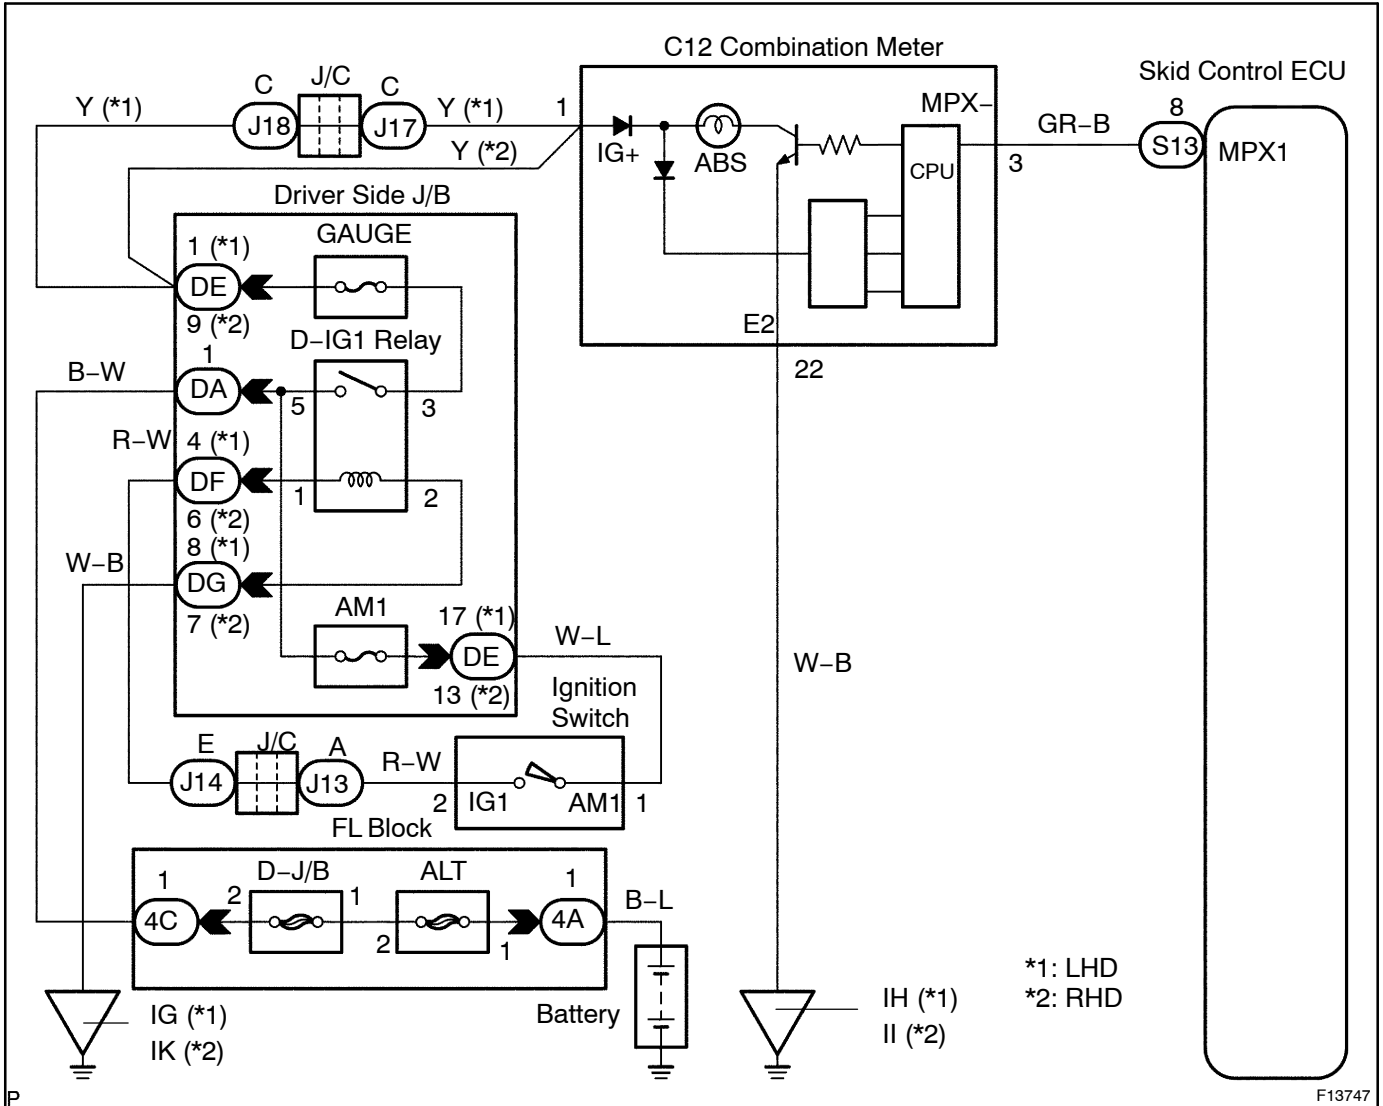 C12 Combination Meter
Skid Control ECU
C
J/C
C
Y (*1)
J18
J17
Y (*1)
1
MPX−
8
GR−B
S13
MPX1
Y (*2)
IG+
ABS
CPU
3
Driver Side J/B
1 (*1)
GAUGE
DE
9 (*2)
D−IG1 Relay
E2
22
B−W
1
DA
5
3
R−W
4 (*1)
DF
1
2
6 (*2)
8 (*1)
W−B
DG
7 (*2)
AM1
17 (*1)
DE
W−L
13 (*2)
W−B
Ignition
Switch
E
J/C
A
J14
J13
R−W
2
IG1
AM1
1
FL Block
1
D−J/B
ALT
1
2
1
4C
2
1
4A
B−L
Battery
IG (*1)
IK (*2)
IH (*1)
II (*2)
*1: LHD
*2: RHD
P
F13747